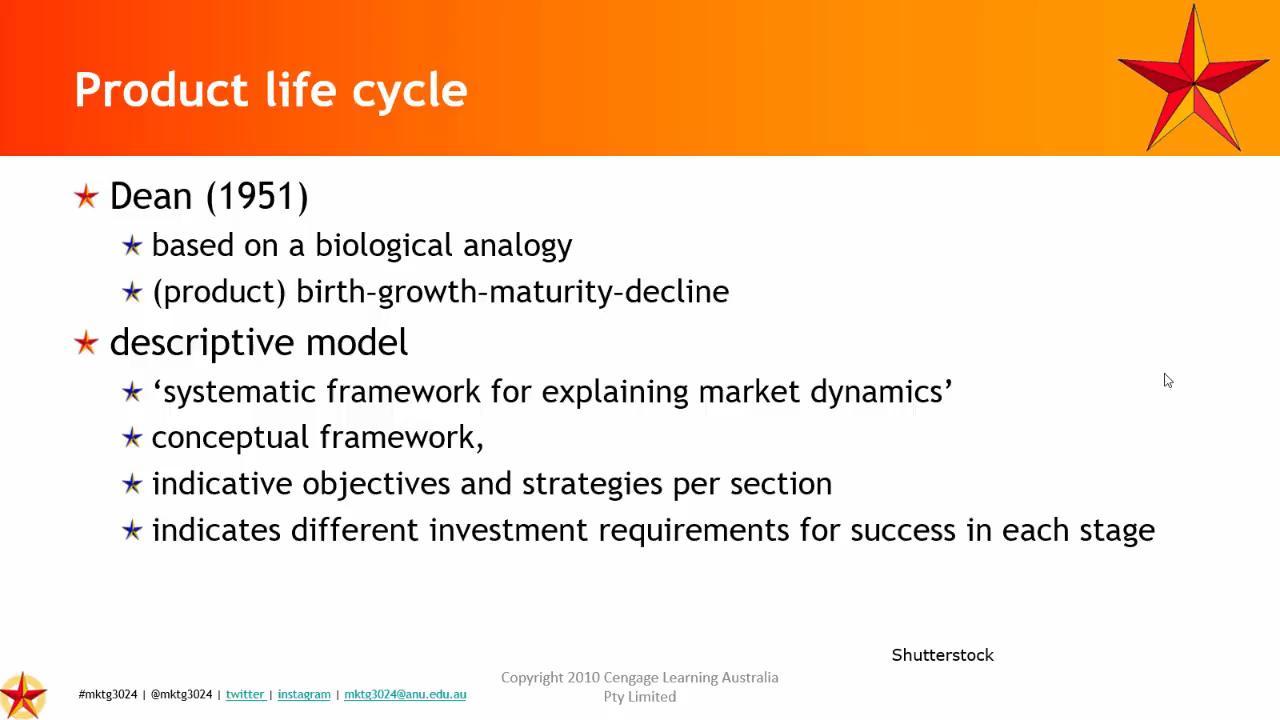 Product life cycle
Dean (1951)
based on a biological analogy
(product) birth–growth–maturity–decline
descriptive model
‘systematic framework for explaining market dynamics’
conceptual framework,
indicative objectives and strategies per section
indicates different investment requirements for success in each stage
Shutterstock
Copyright 2010 Cengage Learning Australia
Pty Limited
#mktg3024 | @mktg3024 | twitter | instagram | mktg3024@anu.edu.au